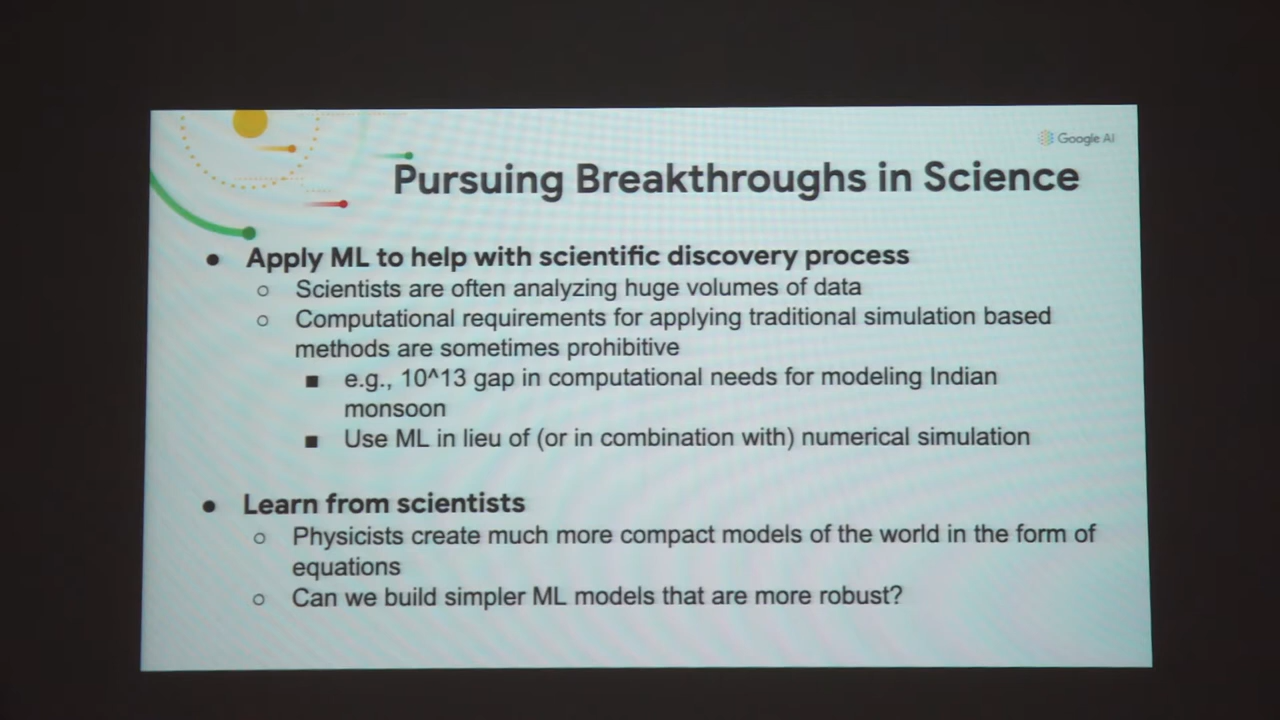 Google AI
Pursuing Breakthroughs in Science
● Apply ML to help with scientific discovery process
○ Scientists are often analyzing huge volumes of data
○ Computational requirements for applying traditional simulation based
methods are sometimes prohibitive
■ e.g., 10^13 gap in computational needs for modeling Indian
monsoon
■ Use ML in lieu of (or in combination with) numerical simulation
● Learn from scientists
○ Physicists create much more compact models of the world in the form of
equations
○ Can we build simpler ML models that are more robust?